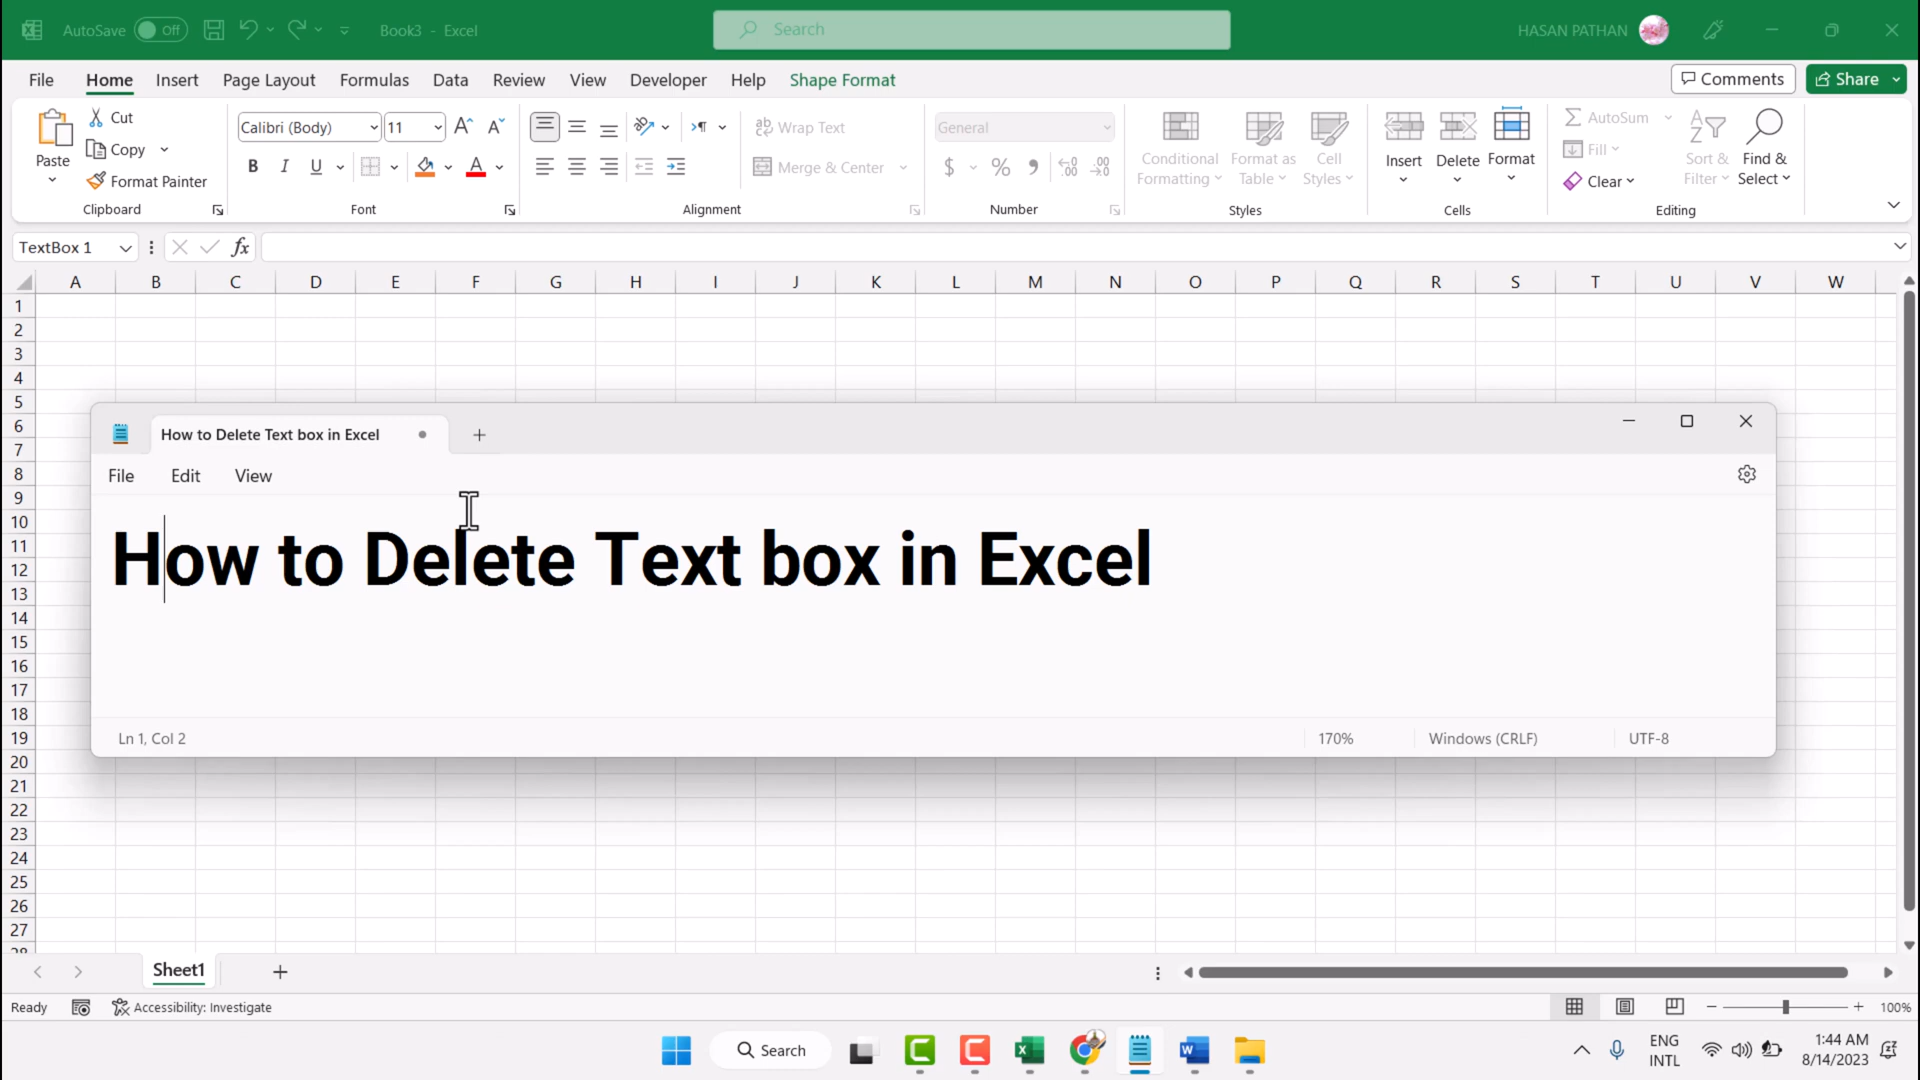 AutoSave Off Book3 - Excel Search HASAN PATHAN
File Home Insert Page Layout Formulas Data Review View Developer Help Shape Format Comments Share
Paste Cut Copy Format Painter Clipboard
Calibri (Body) 11 A A B I U A Font
ab Wrap Text Merge & Center Alignment
General $ % 9 Number
Conditional Formatting Format as Table Cell Styles Styles
Insert Delete Format Cells
AutoSum Fill Clear Sort & Filter Find & Select Editing
TextBox 1 fx
A B C D E F G H I J K L M N O P Q R S T U V W
1
2
3
4
5
6
7
8
9
10
11
12
13
14
15
16
17
18
19
20
21
22
23
24
25
26
27
28
How to Delete Text box in Excel
File Edit View
How to Delete Text box in Excel
Ln 1, Col 2 170% Windows (CRLF) UTF-8
Sheet1
Ready Accessibility: Investigate 100%
Search ENG INTL 1:44 AM 8/14/2023